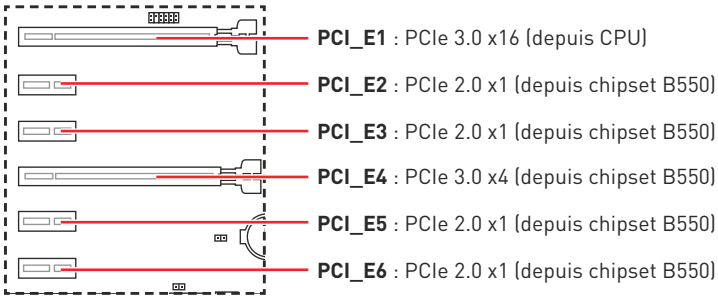 PCI_E1 : PCIe 3.0 x16 (depuis CPU)
PCI_E2 : PCIe 2.0 x1 (depuis chipset B550)
PCI_E3 : PCIe 2.0 x1 (depuis chipset B550)
PCI_E4 : PCIe 3.0 x4 (depuis chipset B550)
PCI_E5 : PCIe 2.0 x1 (depuis chipset B550)
PCI_E6 : PCIe 2.0 x1 (depuis chipset B550)